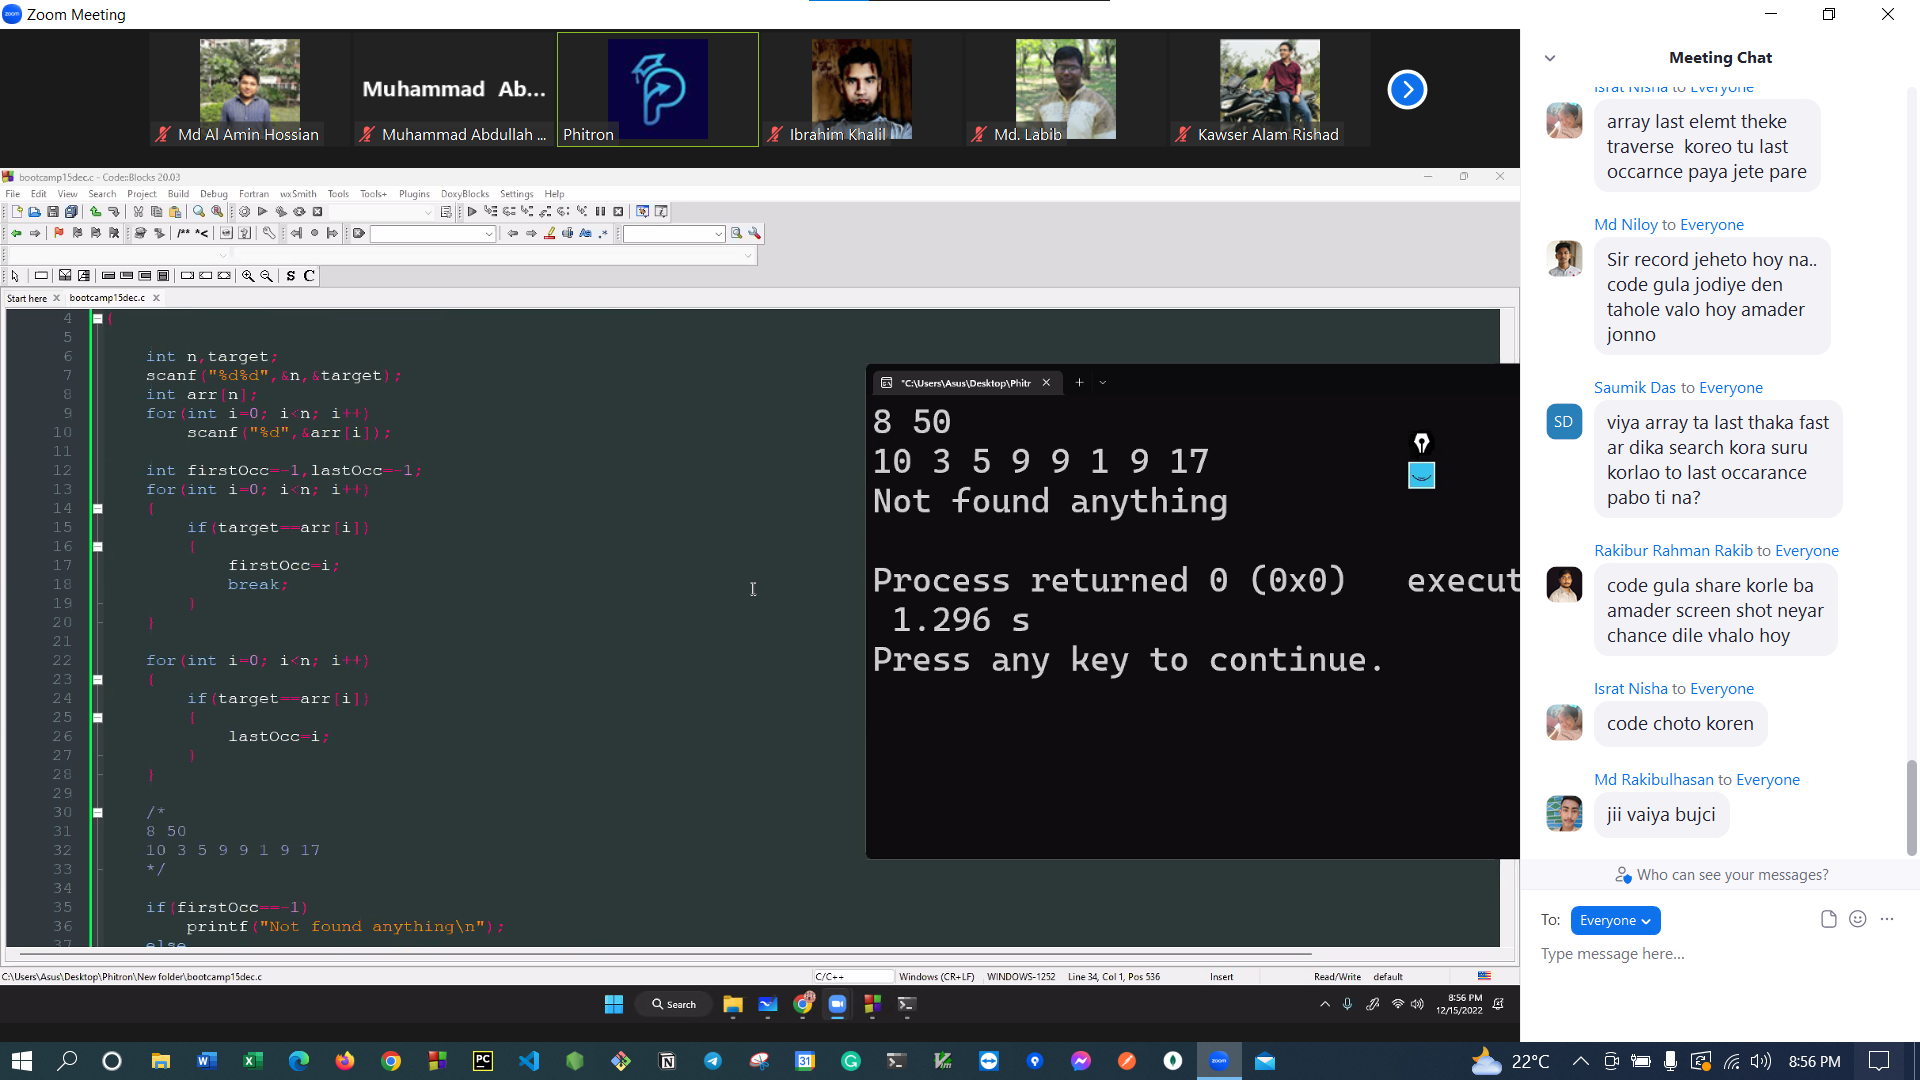 Zoom Meeting
Muhammad Ab...
Md Al Amin Hossian
Muhammad Abdullah ...
Phitron
Ibrahim Khalil
Md. Labib
Kawser Alam Rishad
bootcamp15dec.c - Code::Blocks 20.03
File Edit View Search Project Build Debug Fortran wxSmith Tools Tools+ Plugins DoxyBlocks Settings Help
Start here
bootcamp15dec.c
4 {
5
6 int n,target;
7 scanf("%d%d",&n,&target);
8 int arr[n];
9 for(int i=0; i<n; i++)
10 scanf("%d",&arr[i]);
11
12 int firstOcc=-1,lastOcc=-1;
13 for(int i=0; i<n; i++)
14 {
15 if(target==arr[i])
16 {
17 firstOcc=i;
18 break;
19 }
20 }
21
22 for(int i=0; i<n; i++)
23 {
24 if(target==arr[i])
25 {
26 lastOcc=i;
27 }
28 }
29
30 /*
31 8 50
32 10 3 5 9 9 1 9 17
33 */
34
35 if(firstOcc==-1)
36 printf("Not found anything\n");
37 else
"C:\Users\Asus\Desktop\Phitr
8 50
10 3 5 9 9 1 9 17
Not found anything
Process returned 0 (0x0) execut
1.296 s
Press any key to continue.
C:\Users\Asus\Desktop\Phitron\New folder\bootcamp15dec.c
C/C++
Windows (CR+LF)
WINDOWS-1252
Line 34, Col 1, Pos 536
Insert
Read/Write
default
Search
8:56 PM
12/15/2022
Meeting Chat
Israt Nisha to Everyone
array last elemt theke
traverse koreo tu last
occarnce paya jete pare
Md Niloy to Everyone
Sir record jeheto hoy na..
code gula jodiye den
tahole valo hoy amader
jonno
Saumik Das to Everyone
SD
viya array ta last thaka fast
ar dika search kora suru
korlao to last occarance
pabo ti na?
Rakibur Rahman Rakib to Everyone
code gula share korle ba
amader screen shot neyar
chance dile vhalo hoy
Israt Nisha to Everyone
code choto koren
Md Rakibulhasan to Everyone
jii vaiya bujci
Who can see your messages?
To: Everyone
Type message here...
22°C
8:56 PM